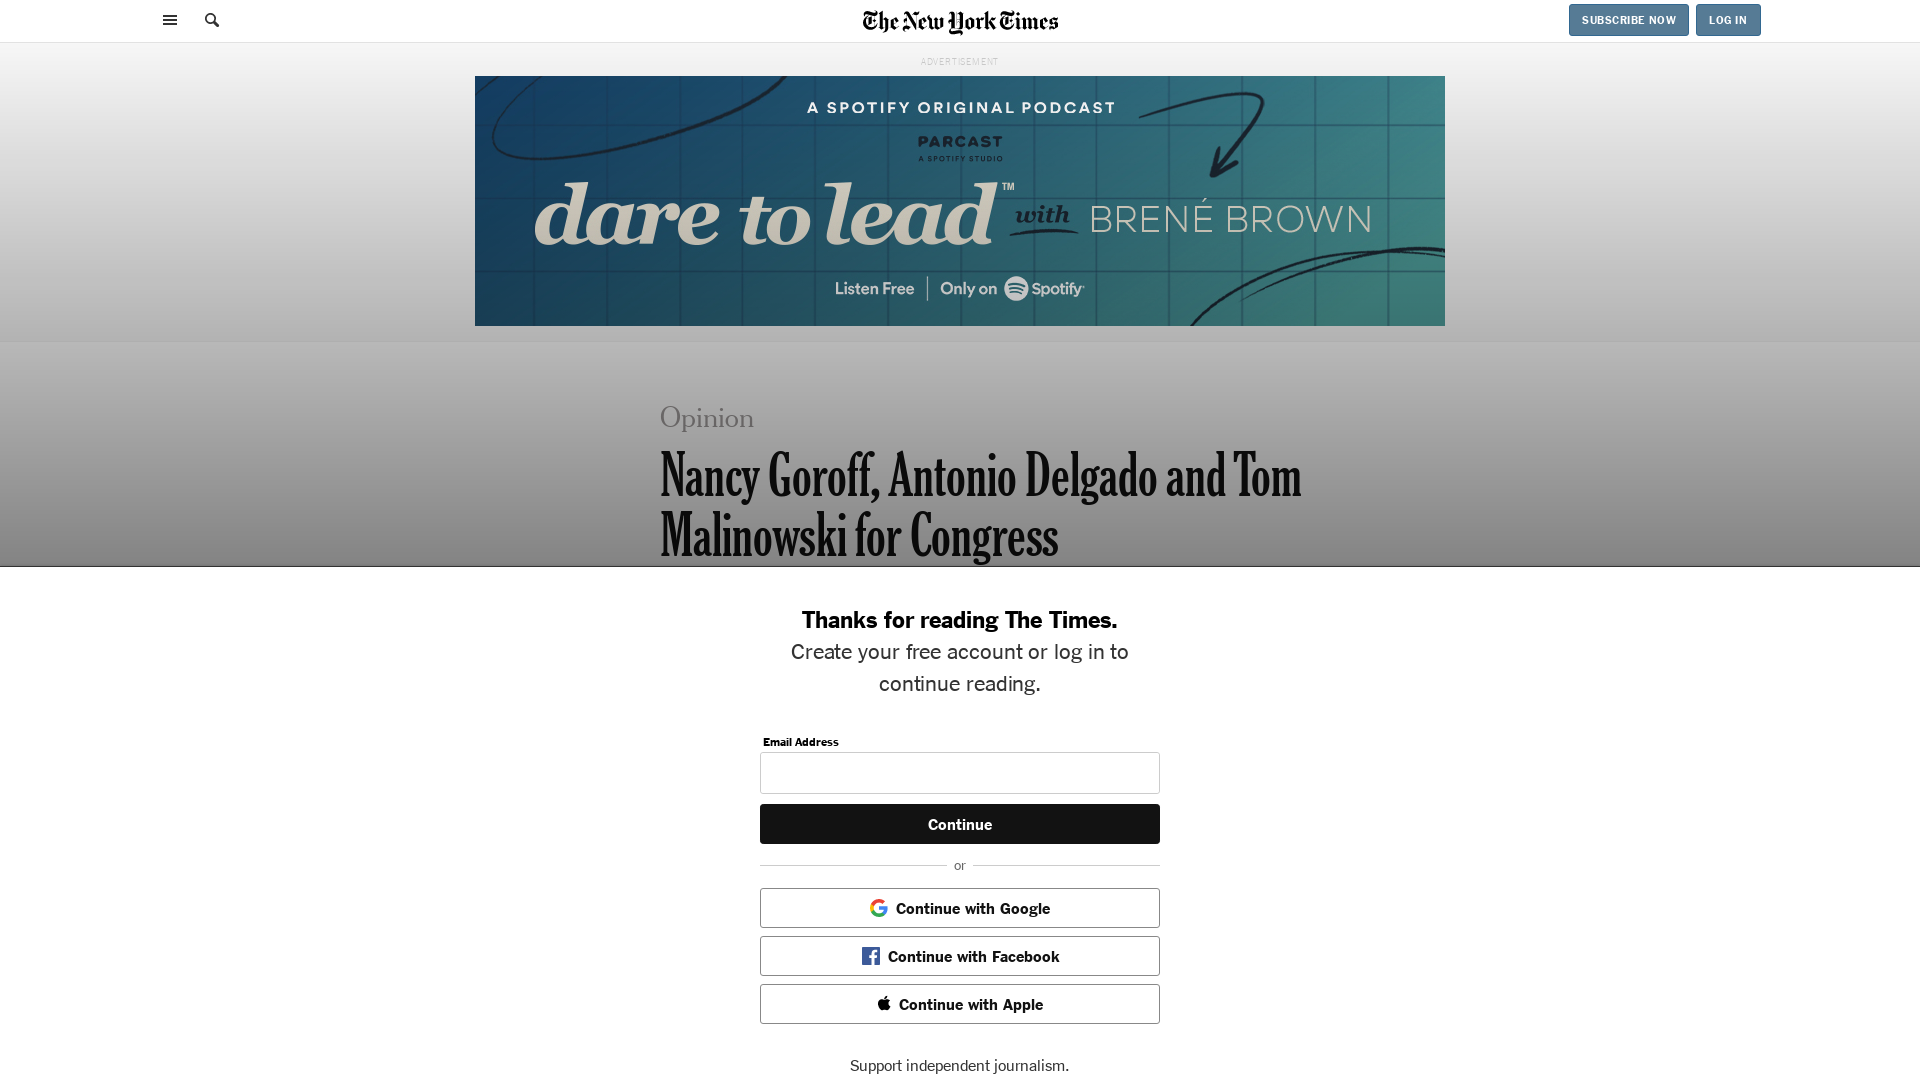 The New York Times
SUBSCRIBE NOW
LOG IN
ADVERTISEMENT
A SPOTIFY ORIGINAL PODCAST
PARCAST
A SPOTIFY STUDIO
dare to lead™ with BRENÉ BROWN
Listen Free | Only on Spotify
Opinion
Nancy Goroff, Antonio Delgado and Tom
Malinowski for Congress
Thanks for reading The Times.
Create your free account or log in to
continue reading.
Email Address
Continue
or
Continue with Google
Continue with Facebook
Continue with Apple
Support independent journalism.